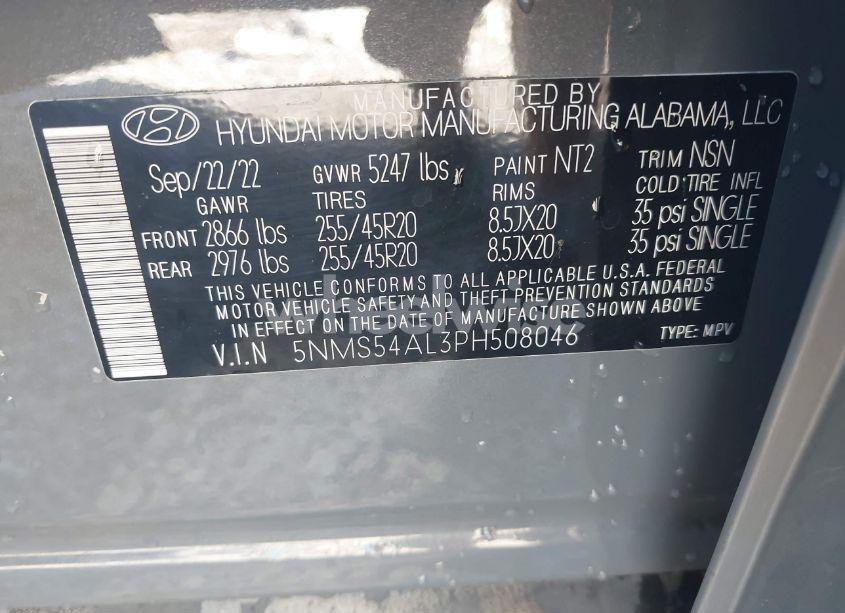 MANUFACTURED BY
HYUNDAI MOTOR MANUFACTURING ALABAMA, LLC
Sep/22/22 GVWR 5247 lbs PAINT NT2 TRIM NSN
GAWR TIRES RIMS COLD TIRE INFL
FRONT 2866 lbs 255/45R20 8.5JX20 35 psi SINGLE
REAR 2976 lbs 255/45R20 8.5JX20 35 psi SINGLE
THIS VEHICLE CONFORMS TO ALL APPLICABLE U.S.A. FEDERAL
MOTOR VEHICLE SAFETY AND THEFT PREVENTION STANDARDS
IN EFFECT ON THE DATE OF MANUFACTURE SHOWN ABOVE
V.I.N 5NMS54AL3PH508046 TYPE: MPV